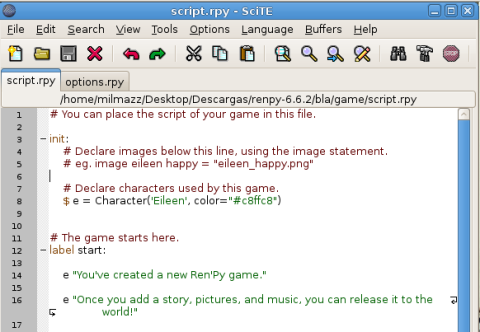 script.rpy - SciTE
File Edit Search View Tools Options Language Buffers Help
STOP
script.rpy options.rpy
/home/milmazz/Desktop/Descargas/renpy-6.6.2/bla/game/script.rpy
1 # You can place the script of your game in this file.
2
3 init:
4 # Declare images below this line, using the image statement.
5 # eg. image eileen happy = "eileen_happy.png"
6
7 # Declare characters used by this game.
8 $ e = Character('Eileen', color="#c8ffc8")
9
10
11 # The game starts here.
12 label start:
13
14 e "You've created a new Ren'Py game."
15
16 e "Once you add a story, pictures, and music, you can release it to the
world!"
17